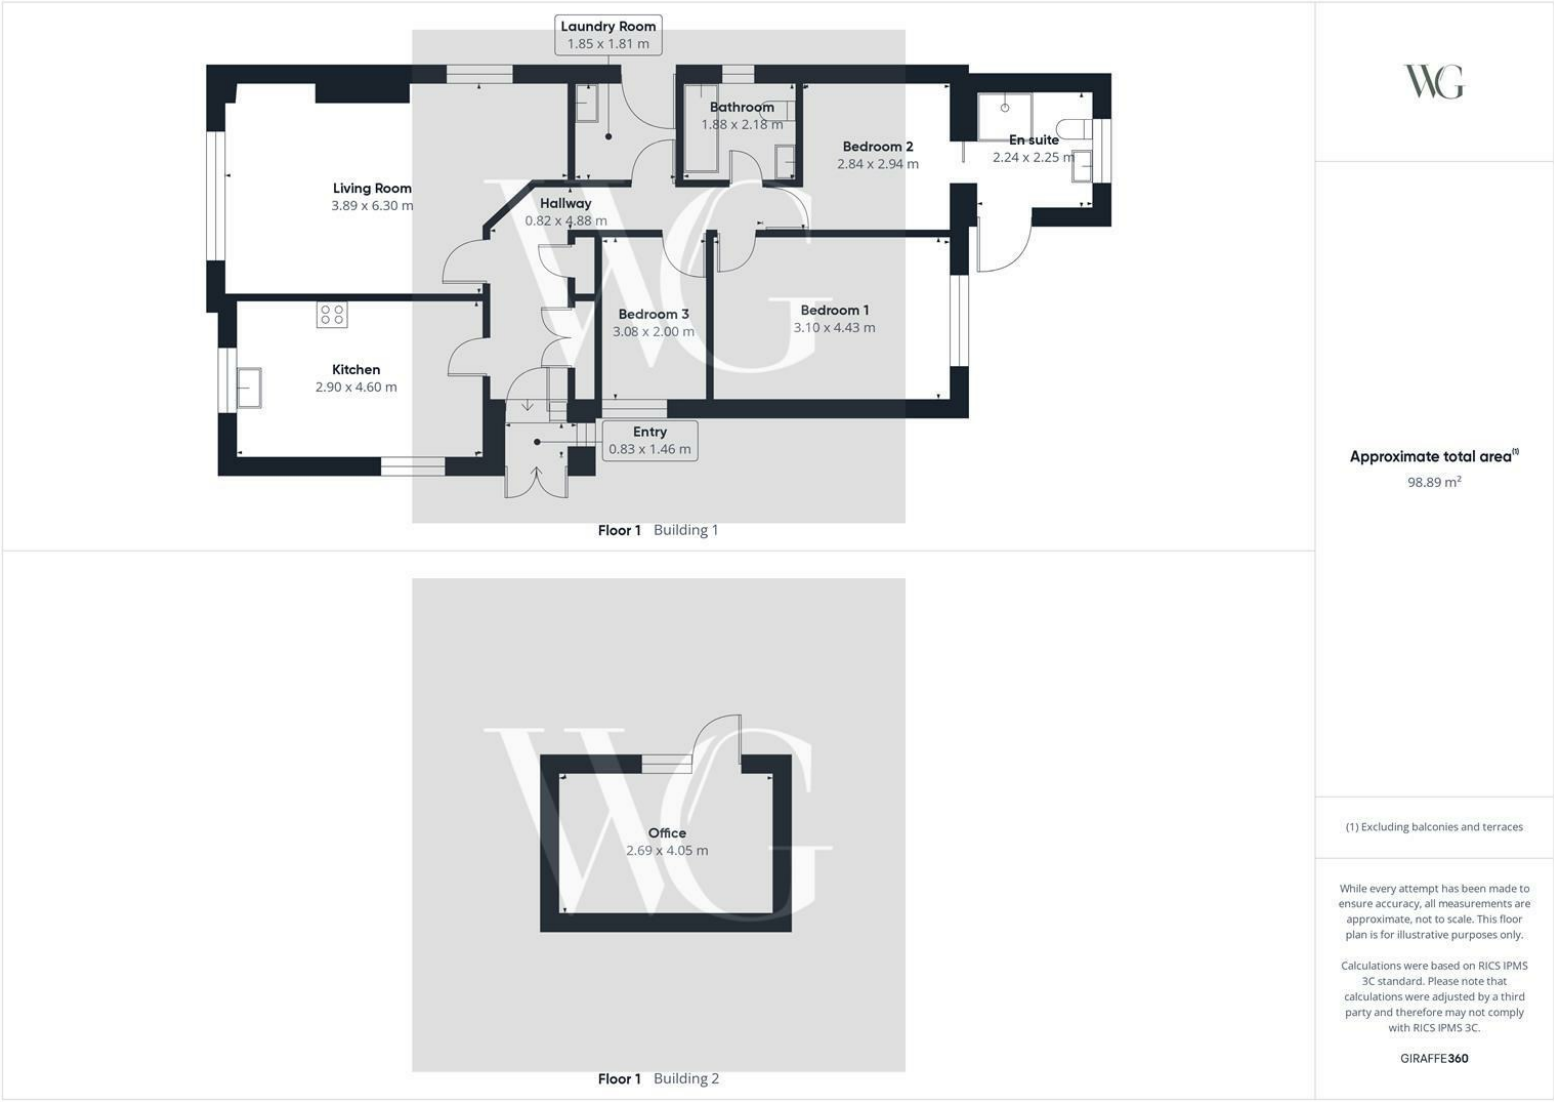 Laundry Room
1.85 x 1.81 m
Bathroom
1.88 x 2.18 m
Bedroom 2
2.84 x 2.94 m
En suite
2.24 x 2.25 m
Living Room
3.89 x 6.30 m
Hallway
0.82 x 4.88 m
Bedroom 3
3.08 x 2.00 m
Bedroom 1
3.10 x 4.43 m
Kitchen
2.90 x 4.60 m
Entry
0.83 x 1.46 m
Floor 1 Building 1
WG
Office
2.69 x 4.05 m
Floor 1 Building 2
WG
WG
Approximate total area(1)
98.89 m²
(1) Excluding balconies and terraces
While every attempt has been made to
ensure accuracy, all measurements are
approximate, not to scale. This floor
plan is for illustrative purposes only.
Calculations were based on RICS IPMS
3C standard. Please note that
calculations were adjusted by a third
party and therefore may not comply
with RICS IPMS 3C.
GIRAFFE360